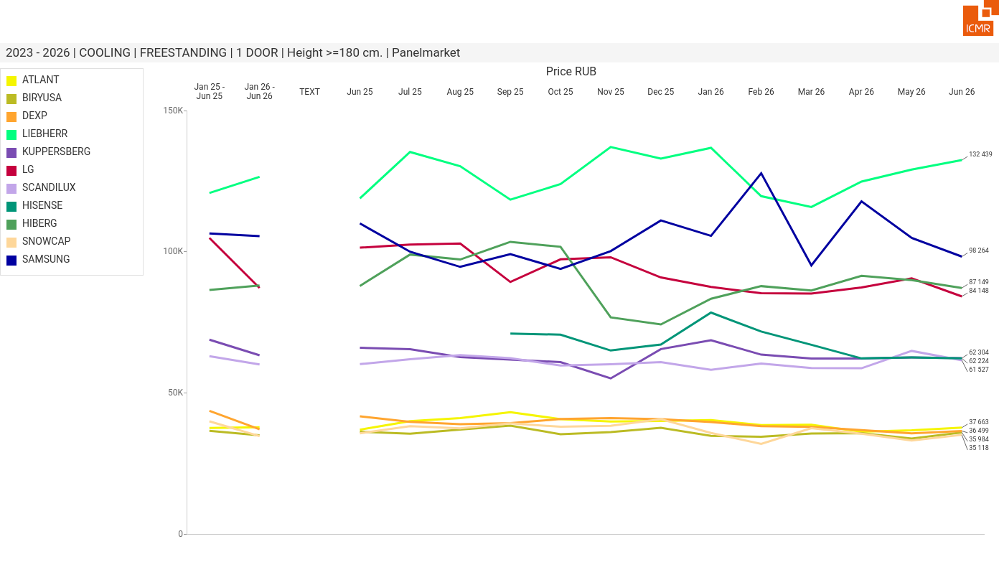 ICMR
2023 - 2026 | COOLING | FREESTANDING | 1 DOOR | Height >=180 cm. | Panelmarket
ATLANT
BIRYUSA
DEXP
LIEBHERR
KUPPERSBERG
LG
SCANDILUX
HISENSE
HIBERG
SNOWCAP
SAMSUNG
Price RUB
Jan 25 - Jun 25
Jan 26 - Jun 26
TEXT
Jun 25
Jul 25
Aug 25
Sep 25
Oct 25
Nov 25
Dec 25
Jan 26
Feb 26
Mar 26
Apr 26
May 26
Jun 26
150K
100K
50K
0
132 439
98 264
87 149
84 148
62 304
62 224
61 527
37 663
36 499
35 984
35 118